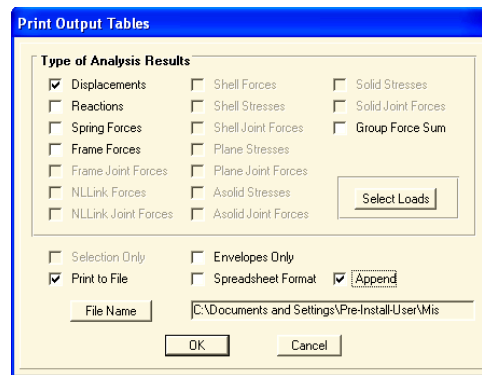 Print Output Tables
Type of Analysis Results
Displacements Shell Forces Solid Stresses
Reactions Shell Stresses Solid Joint Forces
Spring Forces Shell Joint Forces Group Force Sum
Frame Forces Plane Stresses
Frame Joint Forces Plane Joint Forces
NLLink Forces Asolid Stresses Select Loads
NLLink Joint Forces Asolid Joint Forces
Selection Only Envelopes Only
Print to File Spreadsheet Format Append
File Name C:\Documents and Settings\Pre-Install-User\Mis
OK Cancel